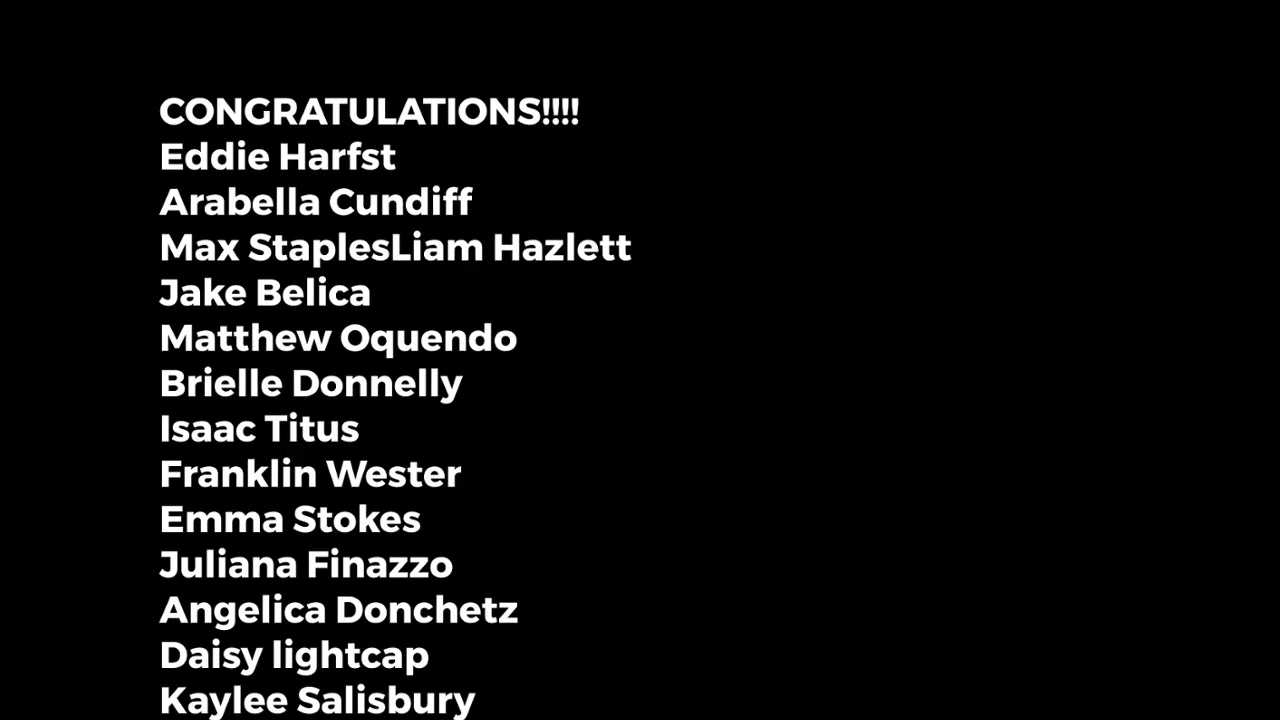 CONGRATULATIONS!!!!
Eddie Harfst
Arabella Cundiff
Max StaplesLiam Hazlett
Jake Belica
Matthew Oquendo
Brielle Donnelly
Isaac Titus
Franklin Wester
Emma Stokes
Juliana Finazzo
Angelica Donchetz
Daisy lightcap
Kaylee Salisbury